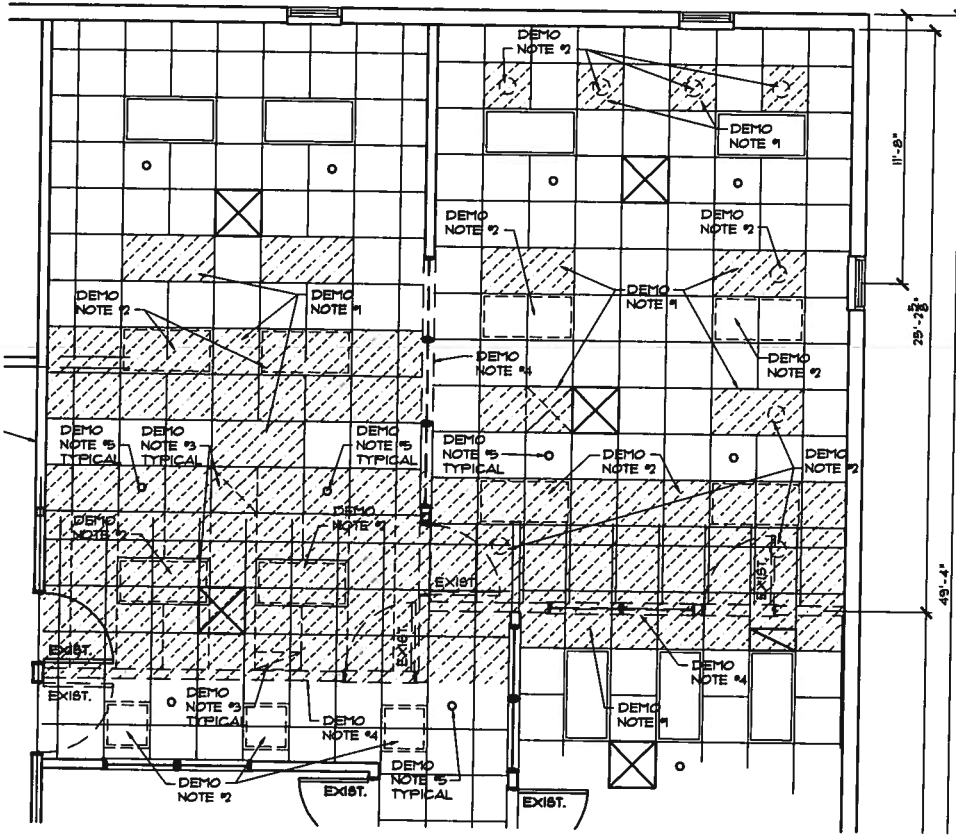 DEMO
NOTE #2
DEMO
NOTE #1
11'-8"
DEMO
NOTE #2
DEMO
NOTE #2
DEMO
NOTE #2
DEMO
NOTE #1
DEMO
NOTE #1
25'-2⅝"
DEMO
NOTE #4
DEMO
NOTE #2
DEMO
NOTE #5
TYPICAL
DEMO
NOTE #3
TYPICAL
DEMO
NOTE #5
TYPICAL
DEMO
NOTE #5
TYPICAL
DEMO
NOTE #2
DEMO
NOTE #2
DEMO
NOTE #2
DEMO
NOTE #2
EXIST.
EXIST.
49'-4"
EXIST.
EXIST.
EXIST.
DEMO
NOTE #3
TYPICAL
DEMO
NOTE #4
DEMO
NOTE #4
DEMO
NOTE #1
DEMO
NOTE #2
EXIST.
DEMO
NOTE #5
TYPICAL
EXIST.